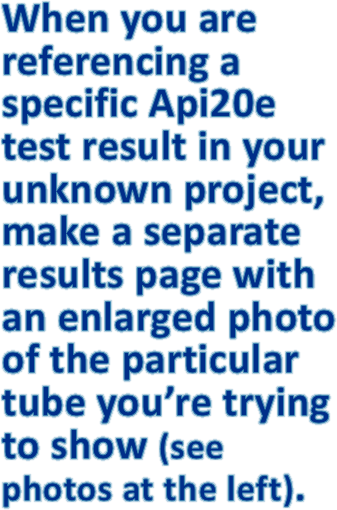 When you are
referencing a
specific Api20e
test result in your
unknown project,
make a separate
results page with
an enlarged photo
of the particular
tube you’re trying
to show (see
photos at the left).